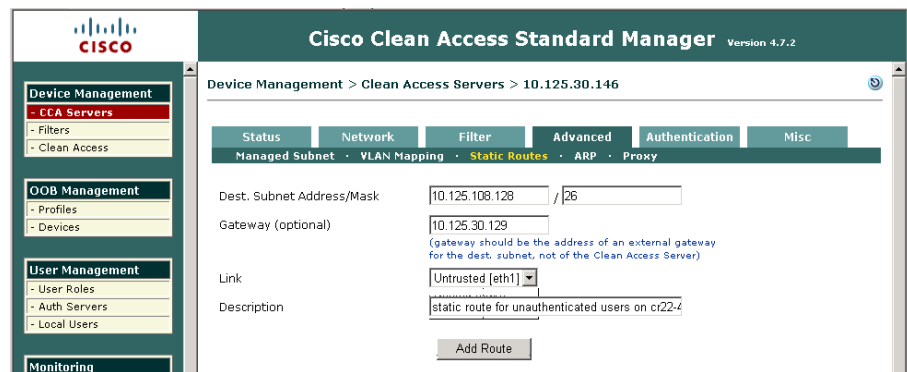 CISCO
Cisco Clean Access Standard Manager Version 4.7.2
Device Management
- CCA Servers
- Filters
- Clean Access
OOB Management
- Profiles
- Devices
User Management
- User Roles
- Auth Servers
- Local Users
Monitoring
Device Management > Clean Access Servers > 10.125.30.146
Status Network Filter Advanced Authentication Misc
Managed Subnet · VLAN Mapping · Static Routes · ARP · Proxy
Dest. Subnet Address/Mask 10.125.108.128 / 26
Gateway (optional) 10.125.30.129
(gateway should be the address of an external gateway
for the dest. subnet, not of the Clean Access Server)
Link Untrusted [eth1]
Description static route for unauthenticated users on cr22-4
Add Route